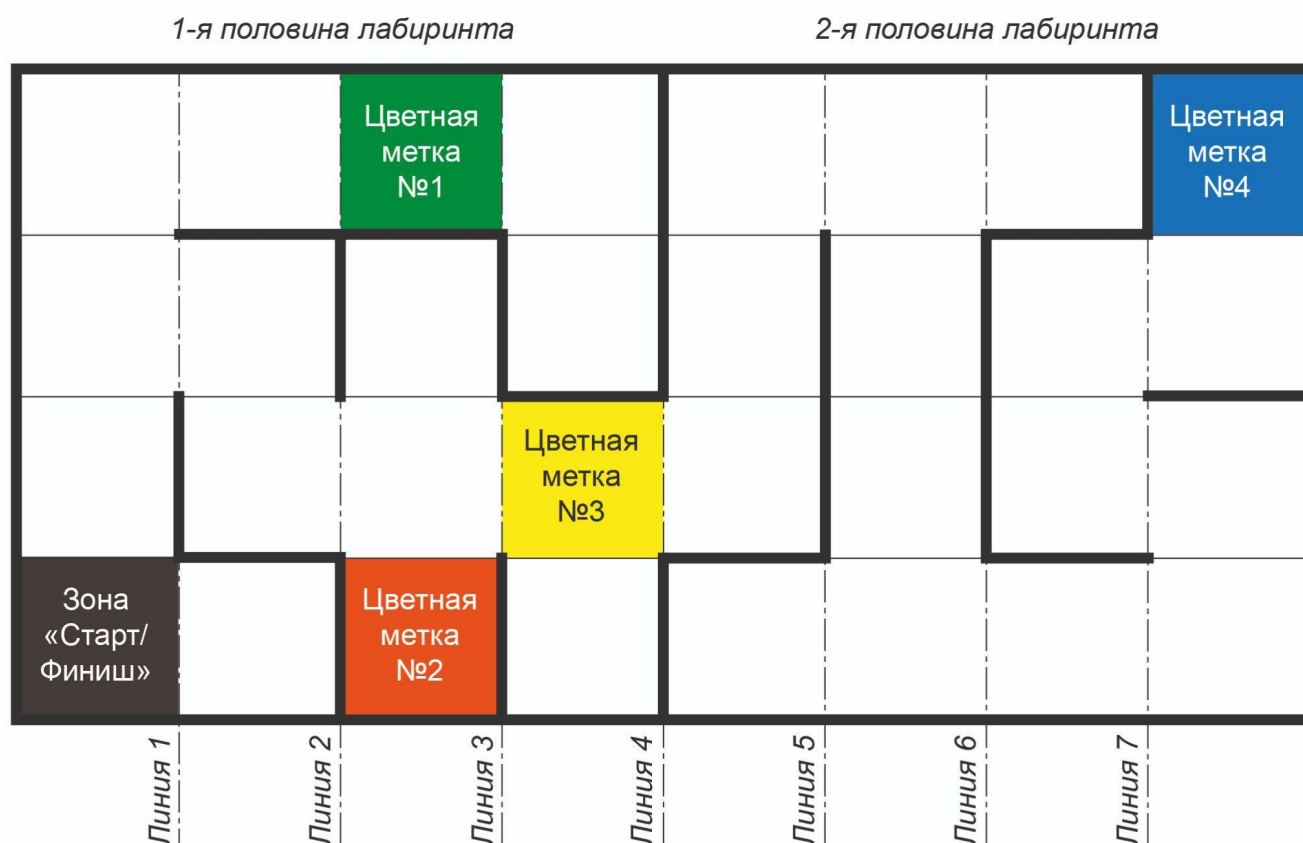 1-я половина лабиринта
2-я половина лабиринта
Цветная
метка
№1
Цветная
метка
№4
Цветная
метка
№3
Зона
«Старт/
Финиш»
Цветная
метка
№2
Линия 1
Линия 2
Линия 3
Линия 4
Линия 5
Линия 6
Линия 7